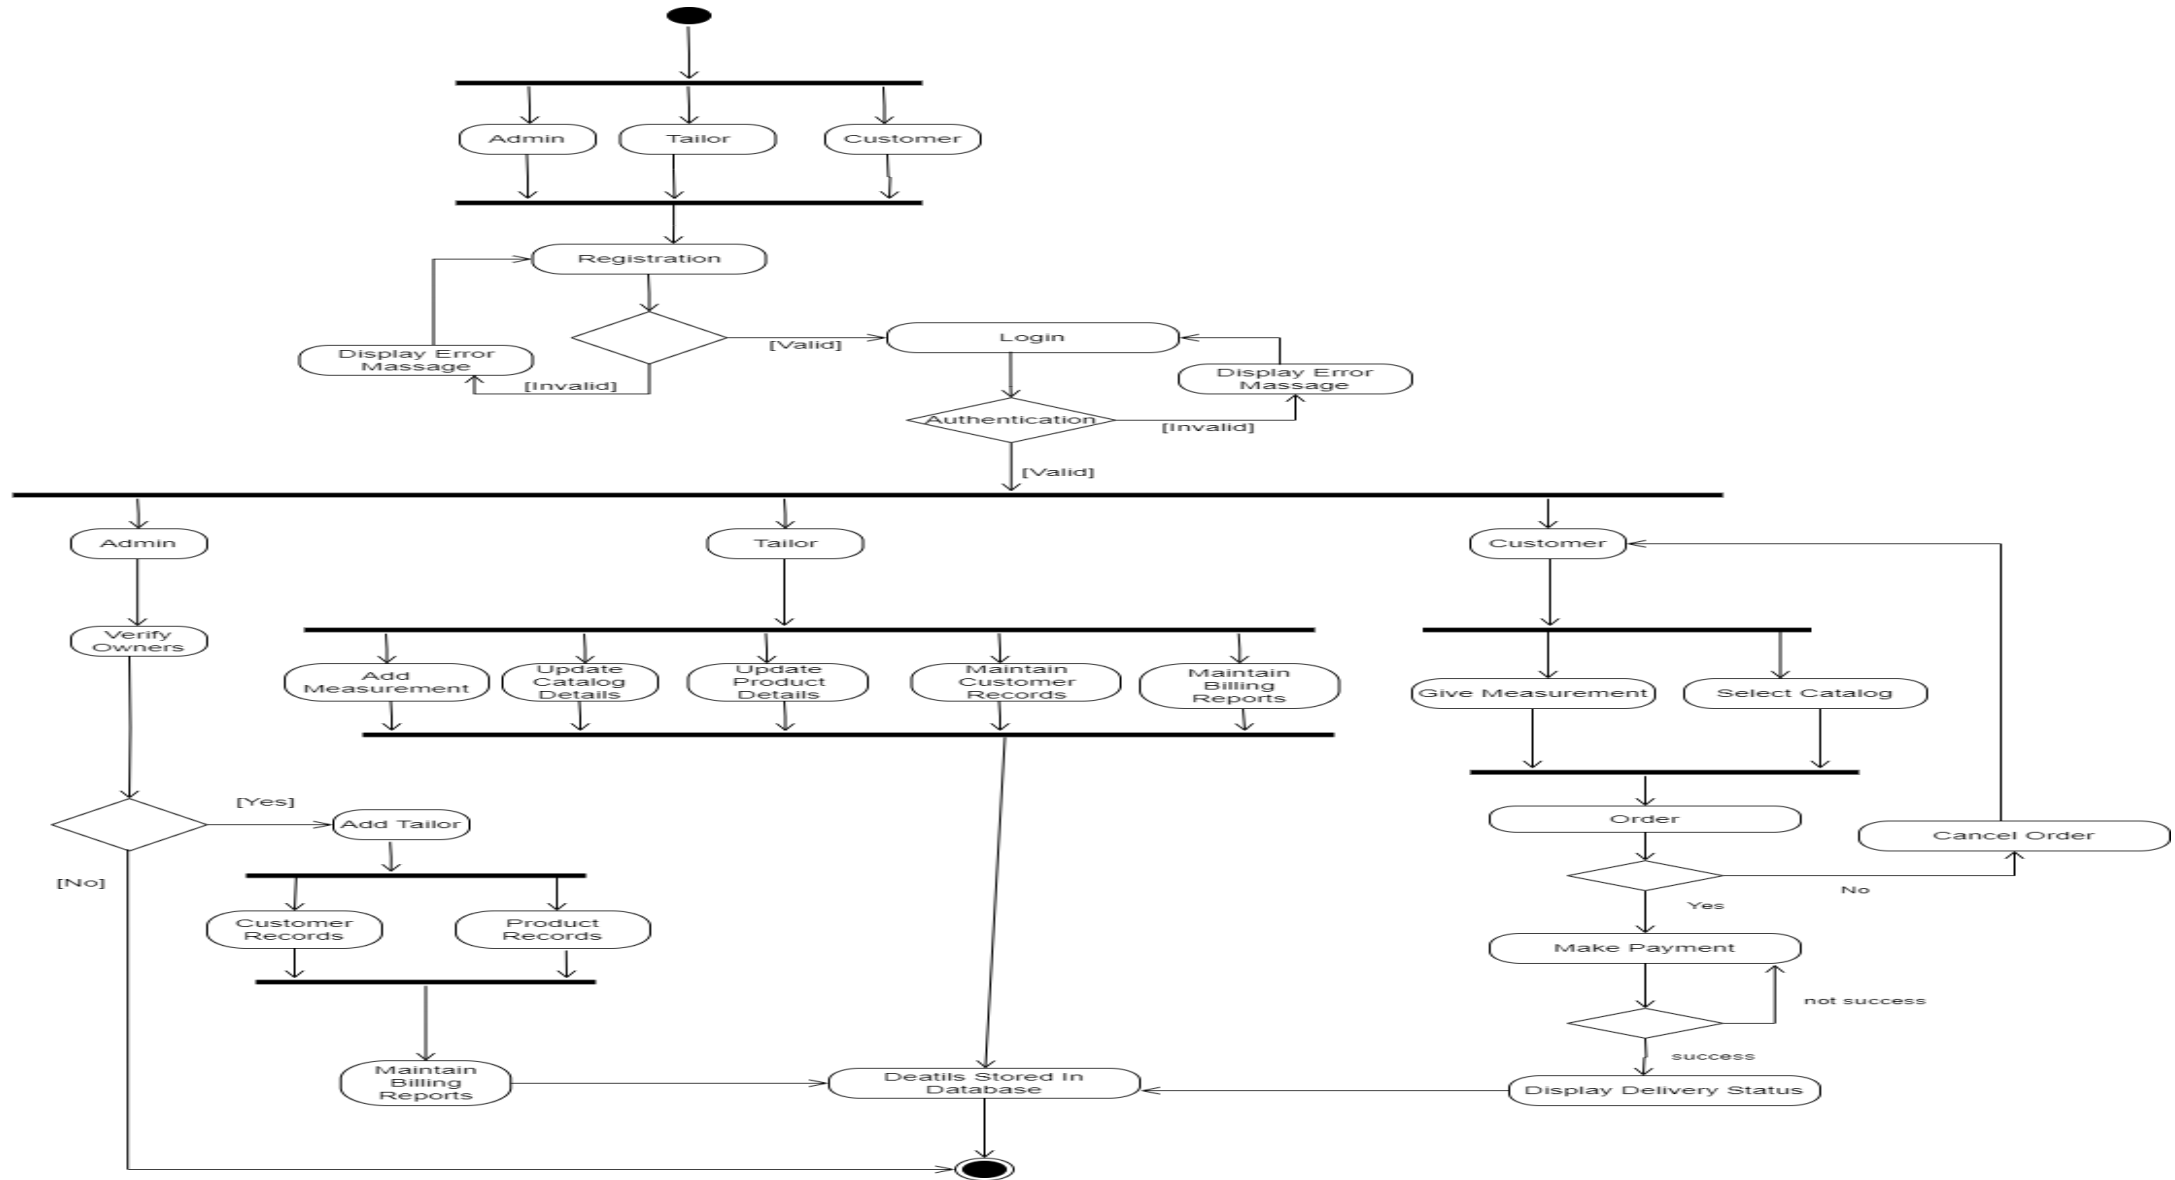 Admin
Tailor
Customer
Registration
[Valid]
Login
Display Error
Massage
[Invalid]
Display Error
Massage
Authentication
[Invalid]
[Valid]
Admin
Tailor
Customer
Verify
Owners
Add
Measurement
Update
Catalog
Details
Update
Product
Details
Maintain
Customer
Records
Maintain
Billing
Reports
Give Measurement
Select Catalog
[Yes]
Add Tailor
Order
Cancel Order
[No]
No
Yes
Customer
Records
Product
Records
Make Payment
not success
success
Maintain
Billing
Reports
Deatils Stored In
Database
Display Delivery Status